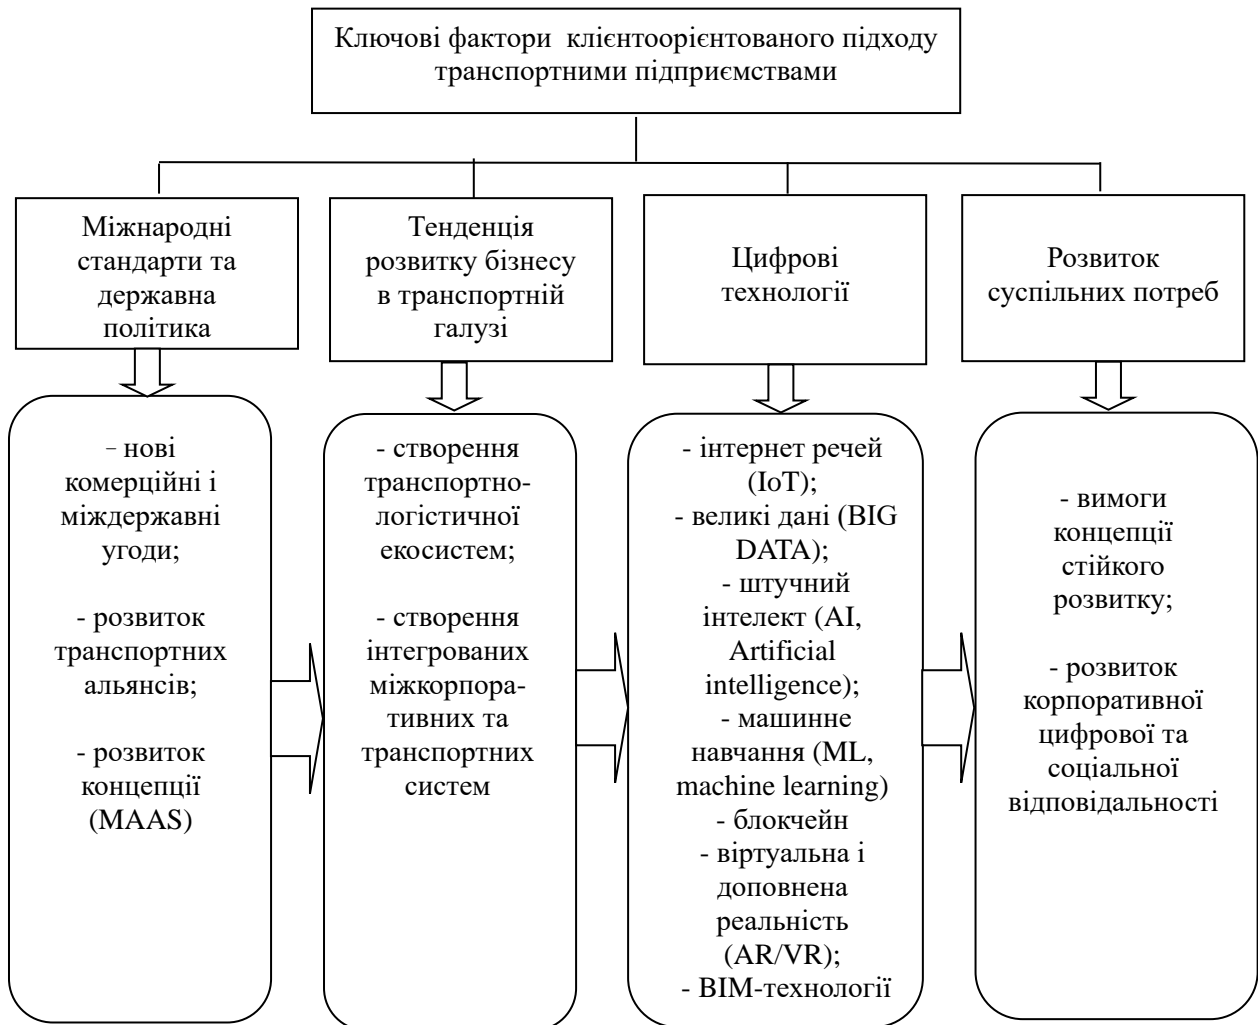 Ключові фактори клієнтоорієнтованого підходу
транспортними підприємствами
Міжнародні
стандарти та
державна
політика
Тенденція
розвитку бізнесу
в транспортній
галузі
Цифрові
технології
Розвиток
суспільних потреб
- нові
комерційні і
міждержавні
угоди;
- розвиток
транспортних
альянсів;
- розвиток
концепції
(MAAS)
- створення
транспортно-
логістичної
екосистем;
- створення
інтегрованих
міжкорпора-
тивних та
транспортних
систем
- інтернет речей
(IoT);
- великі дані (BIG
DATA);
- штучний
інтелект (AI,
Artificial
intelligence);
- машинне
навчання (ML,
machine learning)
- блокчейн
- віртуальна і
доповнена
реальність
(AR/VR);
- BIM-технології
- вимоги
концепції
стійкого
розвитку;
- розвиток
корпоративної
цифрової та
соціальної
відповідальності